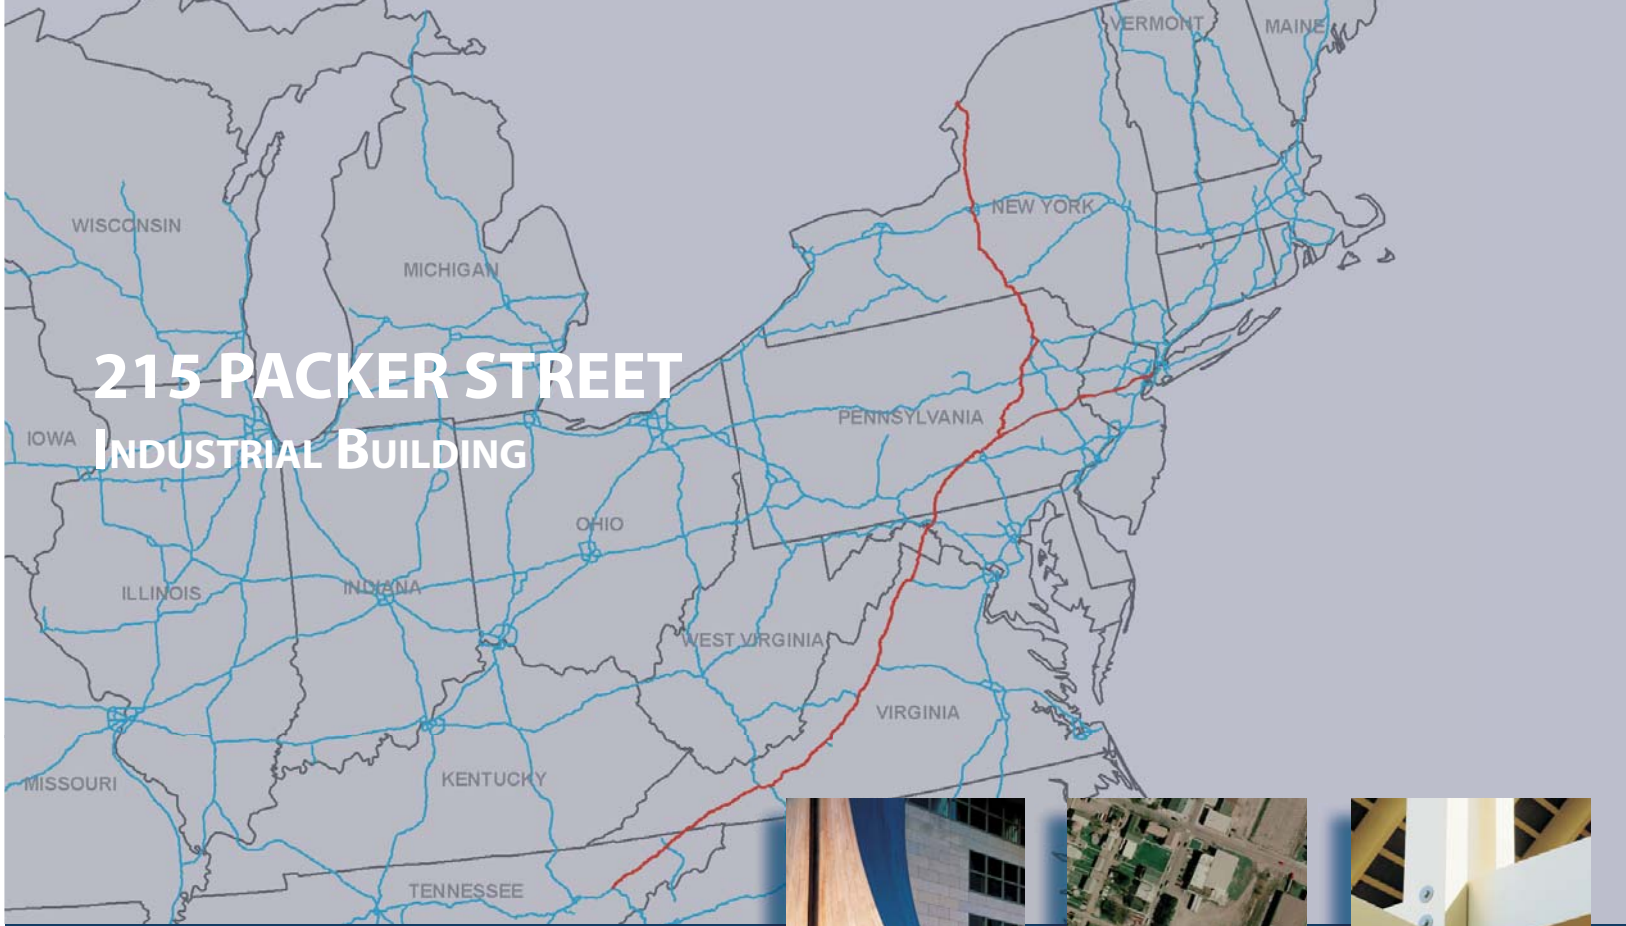 VERMONT
MAINE
NEW YORK
WISCONSIN
MICHIGAN
215 PACKER STREET
INDUSTRIAL BUILDING
PENNSYLVANIA
IOWA
OHIO
ILLINOIS
INDIANA
WEST VIRGINIA
VIRGINIA
MISSOURI
KENTUCKY
TENNESSEE